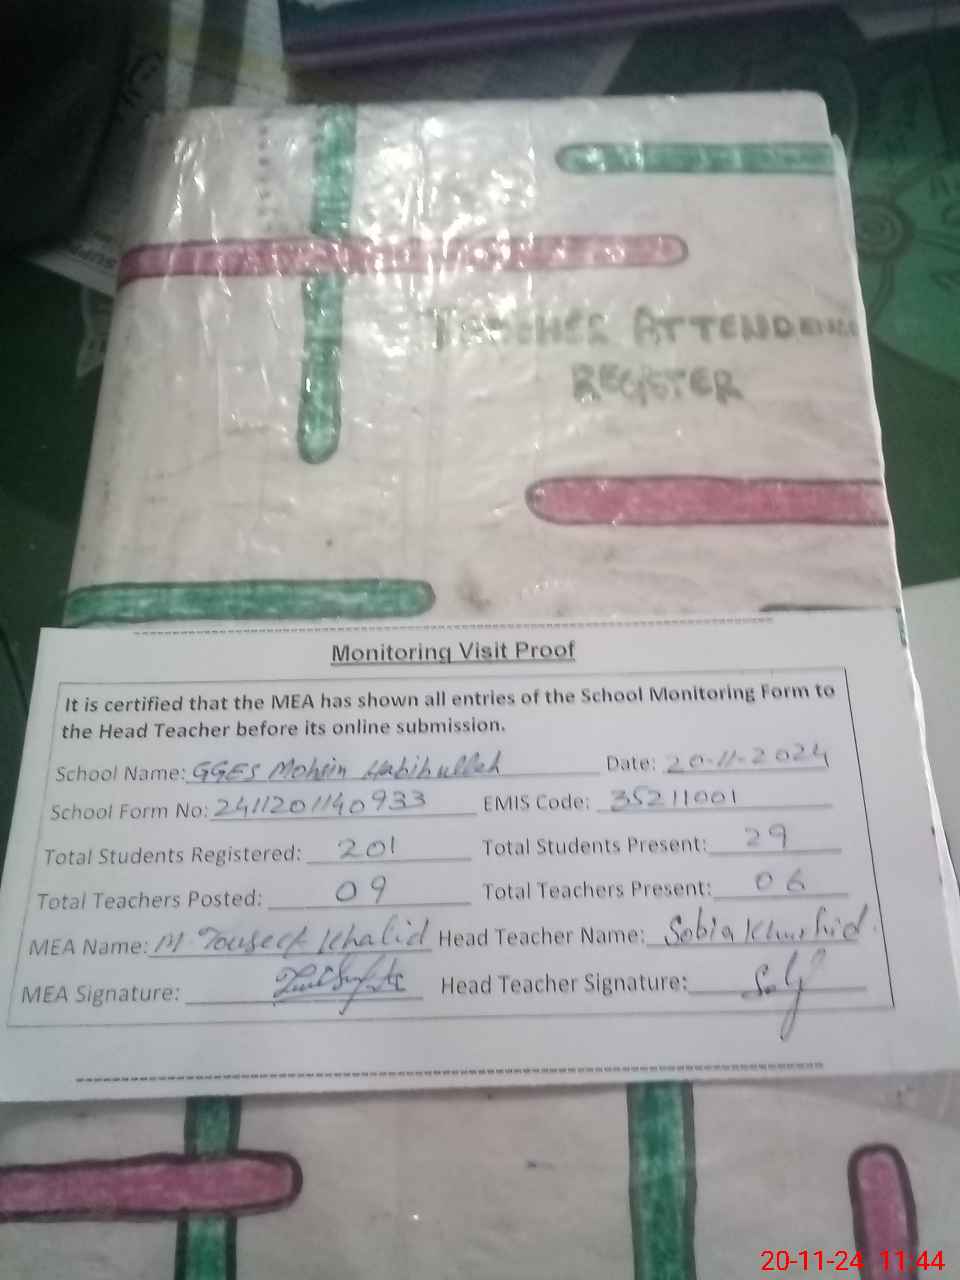 TEACHER ATTENDENCE
REGISTER
Monitoring Visit Proof
It is certified that the MEA has shown all entries of the School Monitoring Form to
the Head Teacher before its online submission.
School Name: GGES Mohsin Habibullah Date: 20-11-2024
School Form No: 2411201140933 EMIS Code: 35211001
Total Students Registered: 201 Total Students Present: 29
Total Teachers Posted: 09 Total Teachers Present: 06
MEA Name: M. Touseef Khalid Head Teacher Name: Sobia Khurshid.
MEA Signature: Head Teacher Signature:
20-11-24 11:44